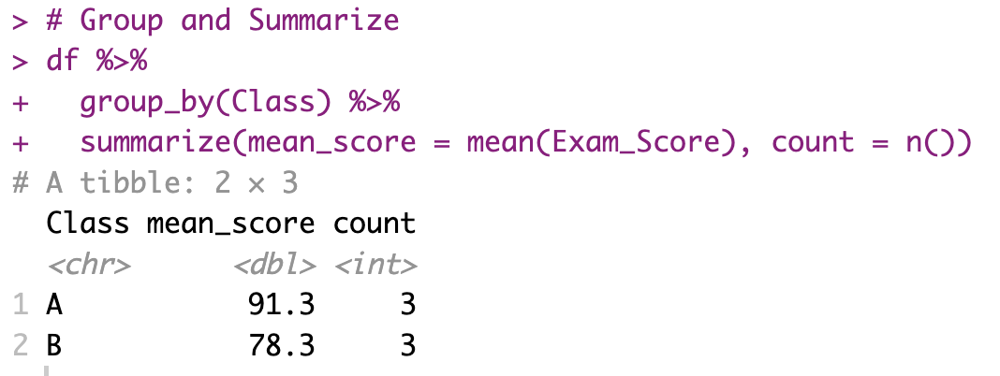 > # Group and Summarize
> df %>%
+   group_by(Class) %>%
+   summarize(mean_score = mean(Exam_Score), count = n())
# A tibble: 2 × 3
  Class mean_score count
  <chr>      <dbl> <int>
1 A           91.3     3
2 B           78.3     3